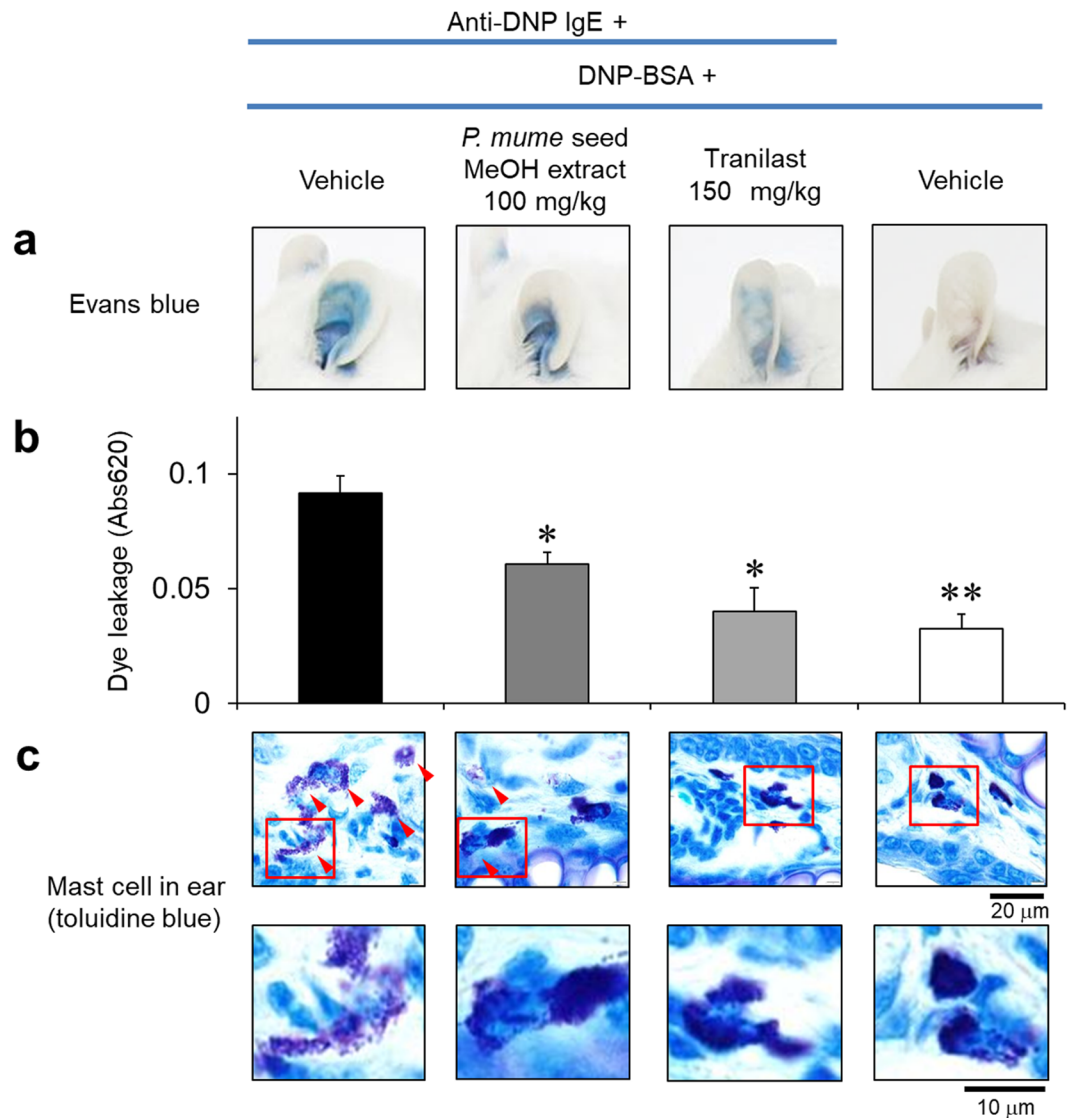 Anti-DNP IgE +
DNP-BSA +
Vehicle
P. mume seed
MeOH extract
100 mg/kg
Tranilast
150 mg/kg
Vehicle
a
Evans blue
b
Dye leakage (Abs620)
0.1
0.05
0
*
*
**
c
Mast cell in ear
(toluidine blue)
20 μm
10 μm